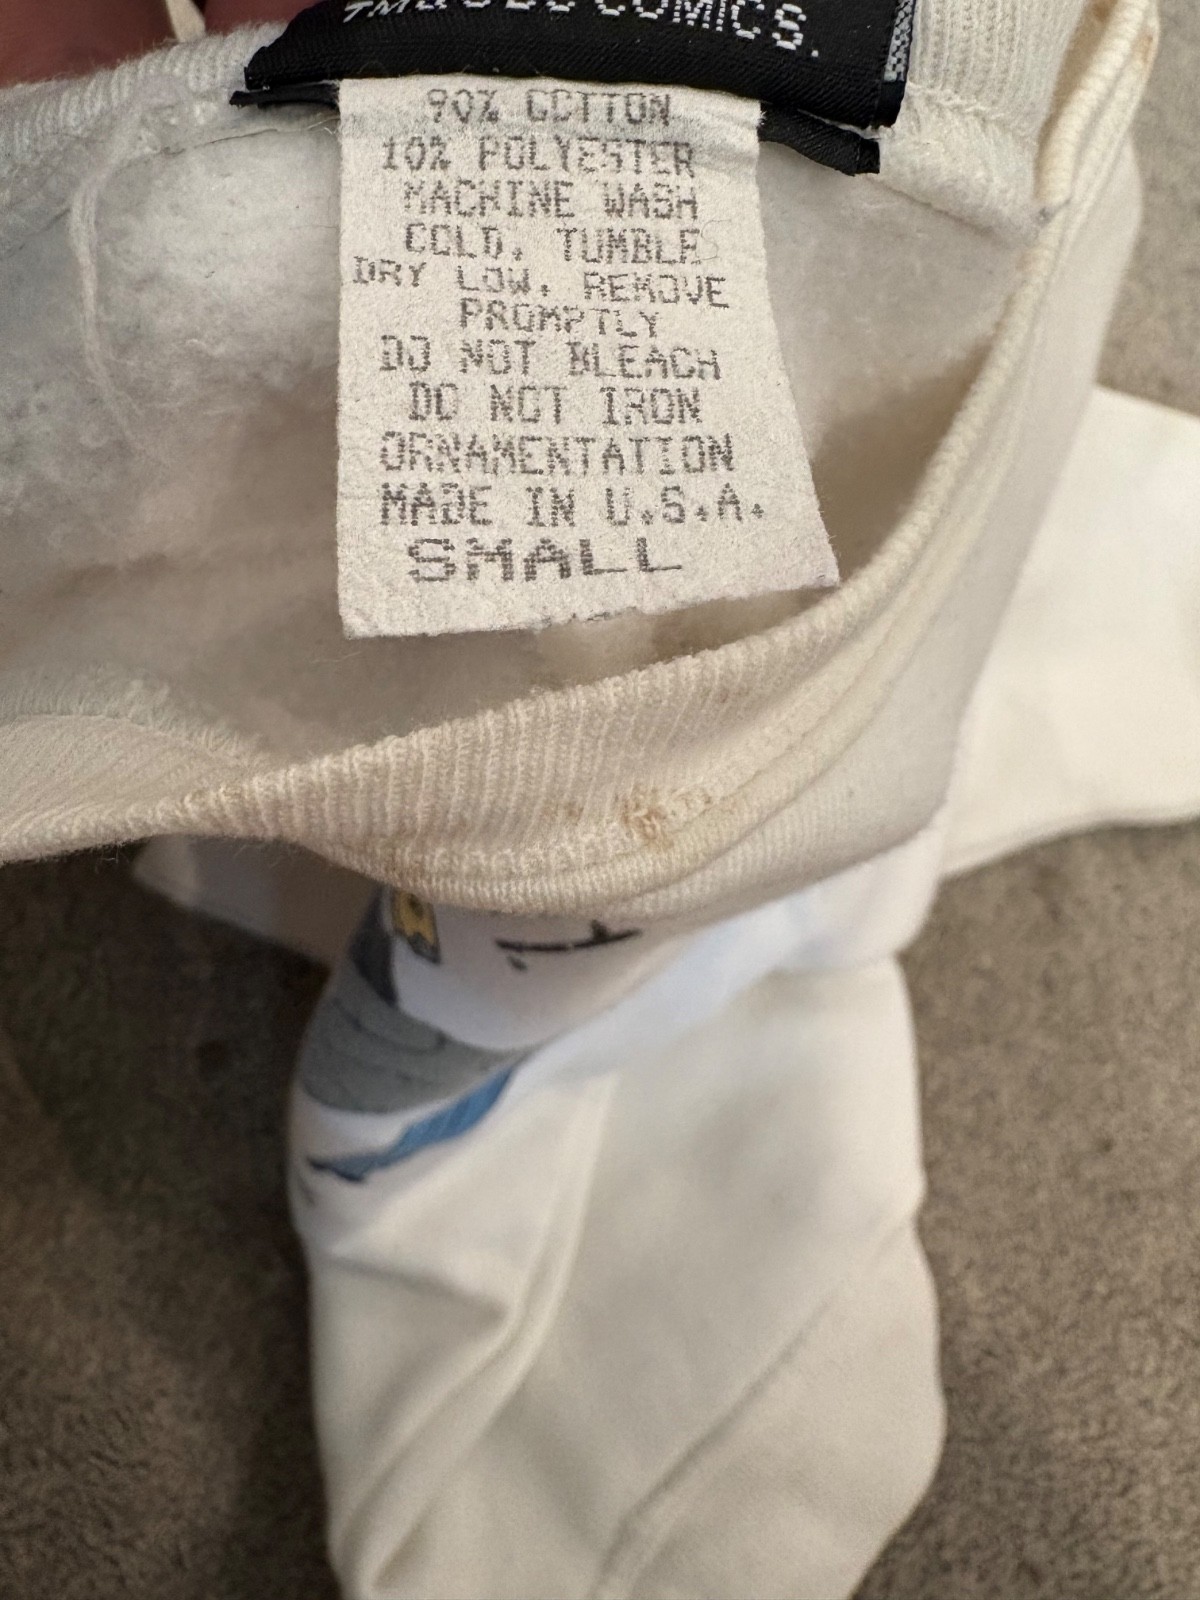 COMICS.
90% COTTON
10% POLYESTER
MACHINE WASH
COLD, TUMBLE
DRY LOW, REMOVE
PROMPTLY
DO NOT BLEACH
DO NOT IRON
ORNAMENTATION
MADE IN U.S.A.
SMALL